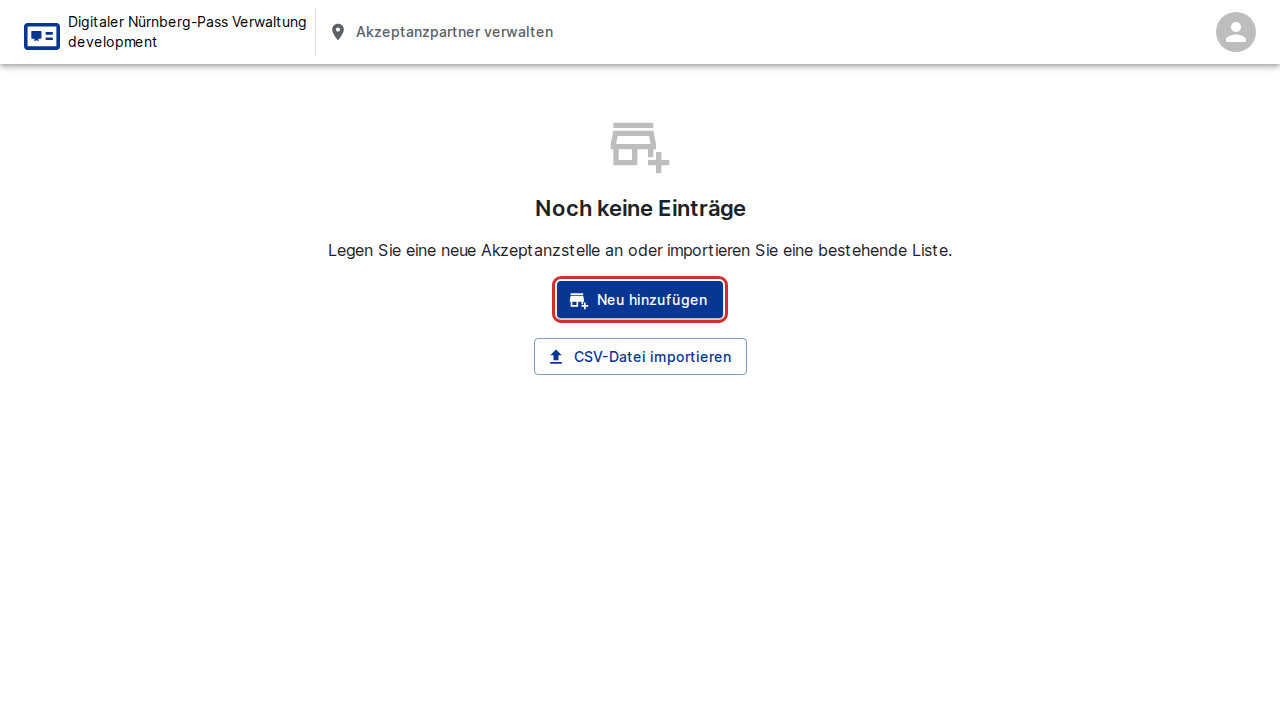 Digitaler Nürnberg-Pass Verwaltung
development
Akzeptanzpartner verwalten
Noch keine Einträge
Legen Sie eine neue Akzeptanzstelle an oder importieren Sie eine bestehende Liste.
Neu hinzufügen
CSV-Datei importieren